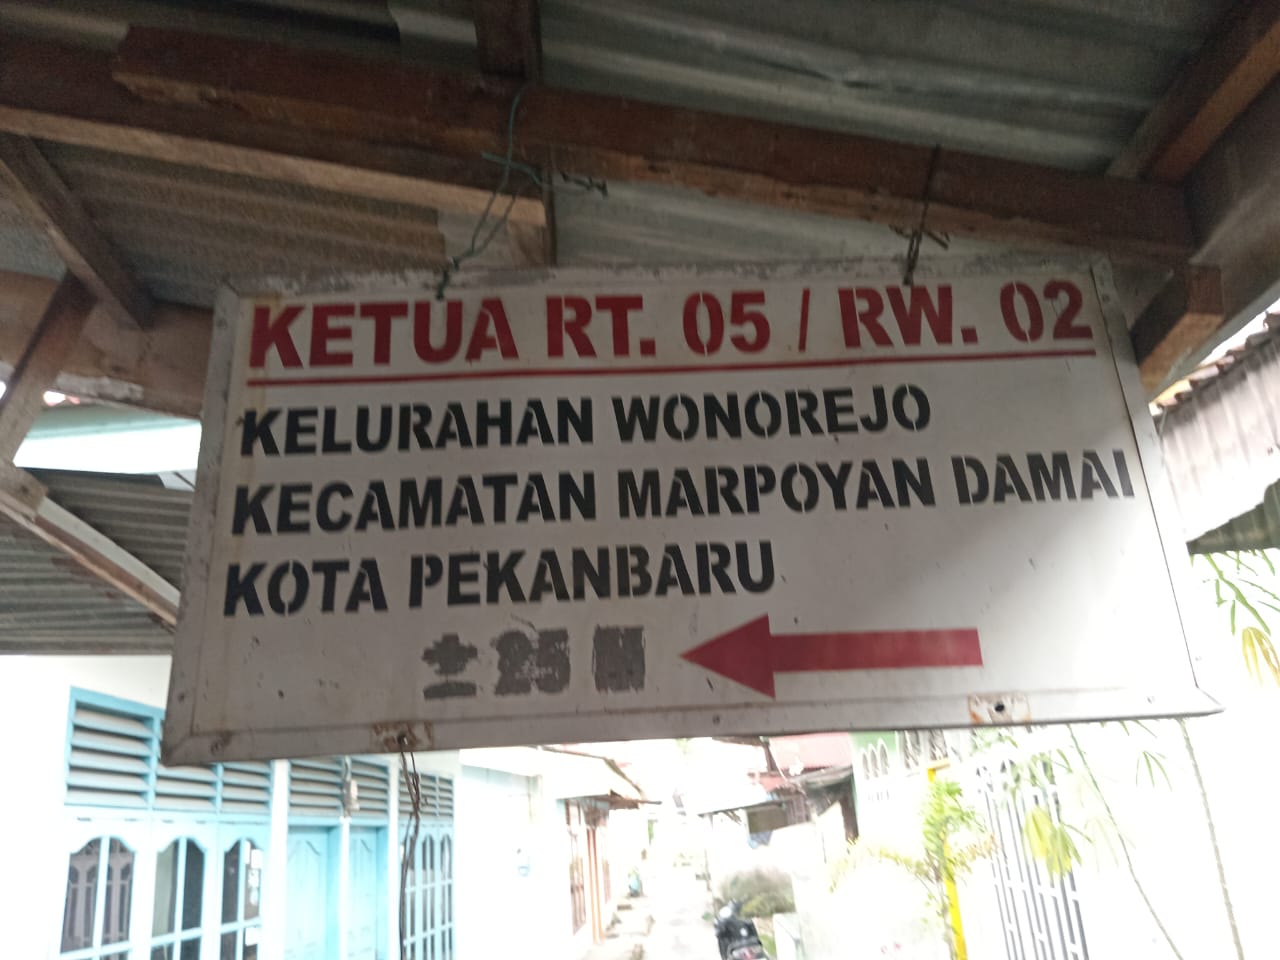 KETUA RT. 05 / RW. 02
KELURAHAN WONOREJO
KECAMATAN MARPOYAN DAMAI
KOTA PEKANBARU
± 25 M